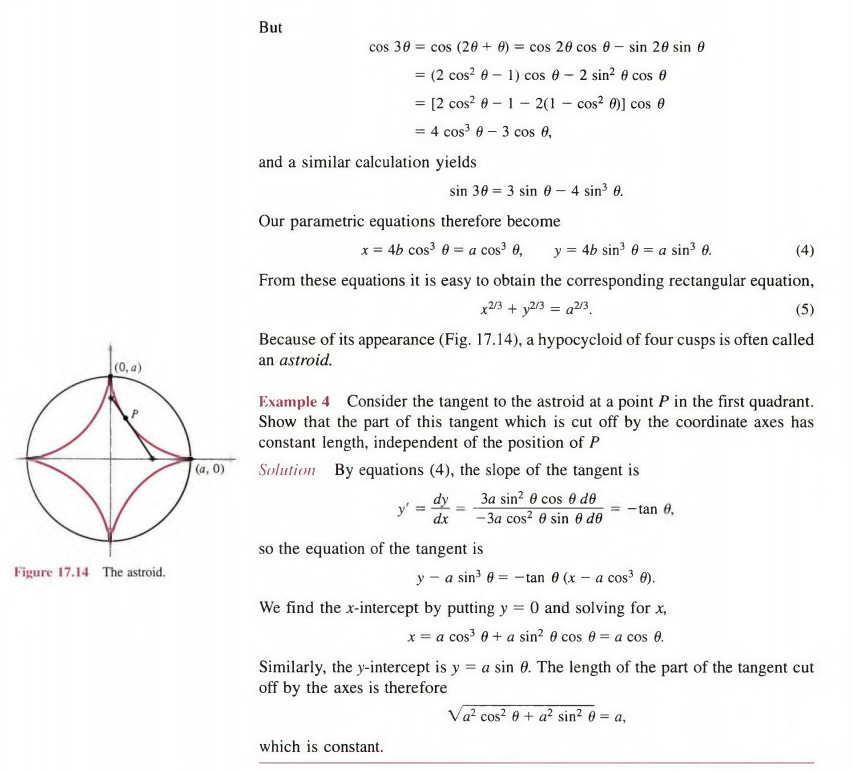 But
cos 3θ = cos (2θ + θ) = cos 2θ cos θ − sin 2θ sin θ
= (2 cos² θ − 1) cos θ − 2 sin² θ cos θ
= [2 cos² θ − 1 − 2(1 − cos² θ)] cos θ
= 4 cos³ θ − 3 cos θ,
and a similar calculation yields
sin 3θ = 3 sin θ − 4 sin³ θ.
Our parametric equations therefore become
x = 4b cos³ θ = a cos³ θ, y = 4b sin³ θ = a sin³ θ. (4)
From these equations it is easy to obtain the corresponding rectangular equation,
x^{2/3} + y^{2/3} = a^{2/3}. (5)
Because of its appearance (Fig. 17.14), a hypocycloid of four cusps is often called
an astroid.
(0, a)
P
(a, 0)
Figure 17.14 The astroid.
Example 4 Consider the tangent to the astroid at a point P in the first quadrant.
Show that the part of this tangent which is cut off by the coordinate axes has
constant length, independent of the position of P
Solution By equations (4), the slope of the tangent is
y′ = dy/dx = (3a sin² θ cos θ dθ)/(−3a cos² θ sin θ dθ) = −tan θ,
so the equation of the tangent is
y − a sin³ θ = −tan θ (x − a cos³ θ).
We find the x-intercept by putting y = 0 and solving for x,
x = a cos³ θ + a sin² θ cos θ = a cos θ.
Similarly, the y-intercept is y = a sin θ. The length of the part of the tangent cut
off by the axes is therefore
√(a² cos² θ + a² sin² θ) = a,
which is constant.